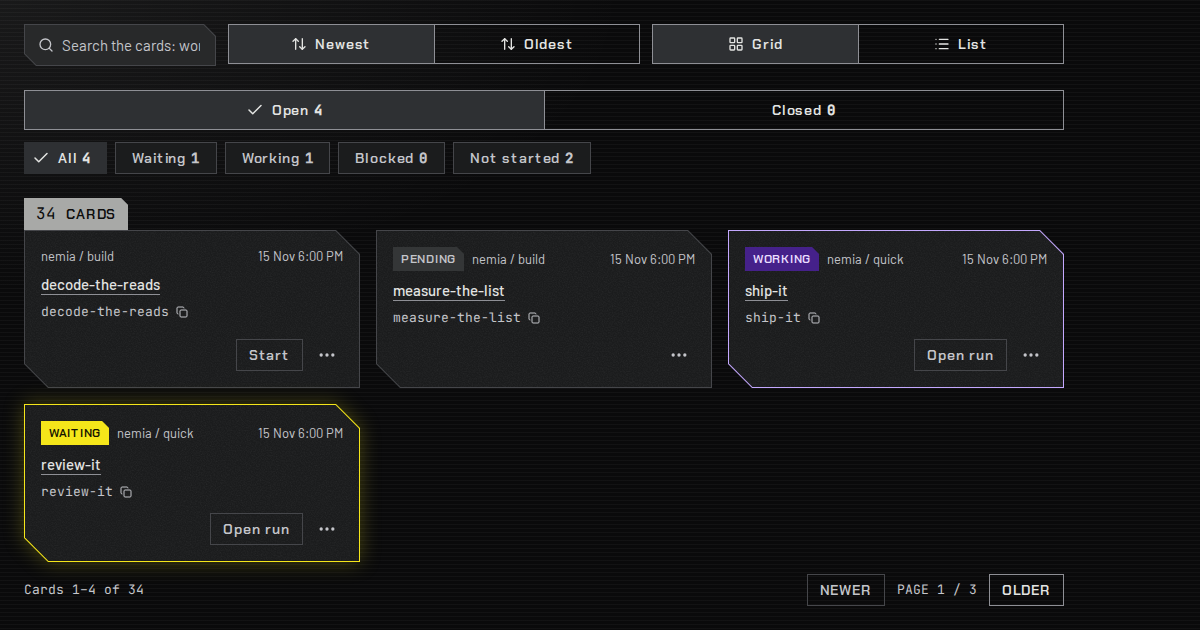 Search the cards: wor
Newest
Oldest
Grid
List
Open 4
Closed 0
All 4
Waiting 1
Working 1
Blocked 0
Not started 2
34 CARDS
nemia / build
15 Nov 6:00 PM
decode-the-reads
decode-the-reads
Start
PENDING
nemia / build
15 Nov 6:00 PM
measure-the-list
measure-the-list
WORKING
nemia / quick
15 Nov 6:00 PM
ship-it
ship-it
Open run
WAITING
nemia / quick
15 Nov 6:00 PM
review-it
review-it
Open run
Cards 1–4 of 34
NEWER
PAGE 1 / 3
OLDER